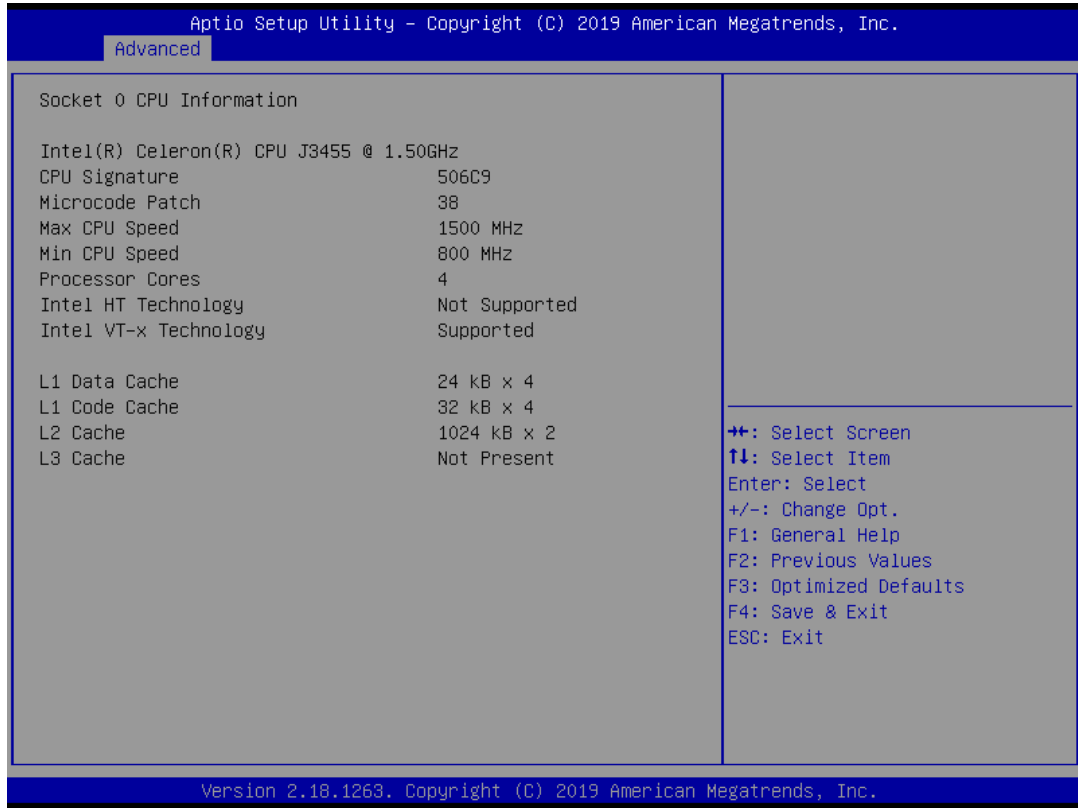 Aptio Setup Utility – Copyright (C) 2019 American Megatrends, Inc.
Advanced
Socket 0 CPU Information
Intel(R) Celeron(R) CPU J3455 @ 1.50GHz
CPU Signature 506C9
Microcode Patch 38
Max CPU Speed 1500 MHz
Min CPU Speed 800 MHz
Processor Cores 4
Intel HT Technology Not Supported
Intel VT-x Technology Supported
L1 Data Cache 24 kB x 4
L1 Code Cache 32 kB x 4
L2 Cache 1024 kB x 2
L3 Cache Not Present
→←: Select Screen
↑↓: Select Item
Enter: Select
+/-: Change Opt.
F1: General Help
F2: Previous Values
F3: Optimized Defaults
F4: Save & Exit
ESC: Exit
Version 2.18.1263. Copyright (C) 2019 American Megatrends, Inc.